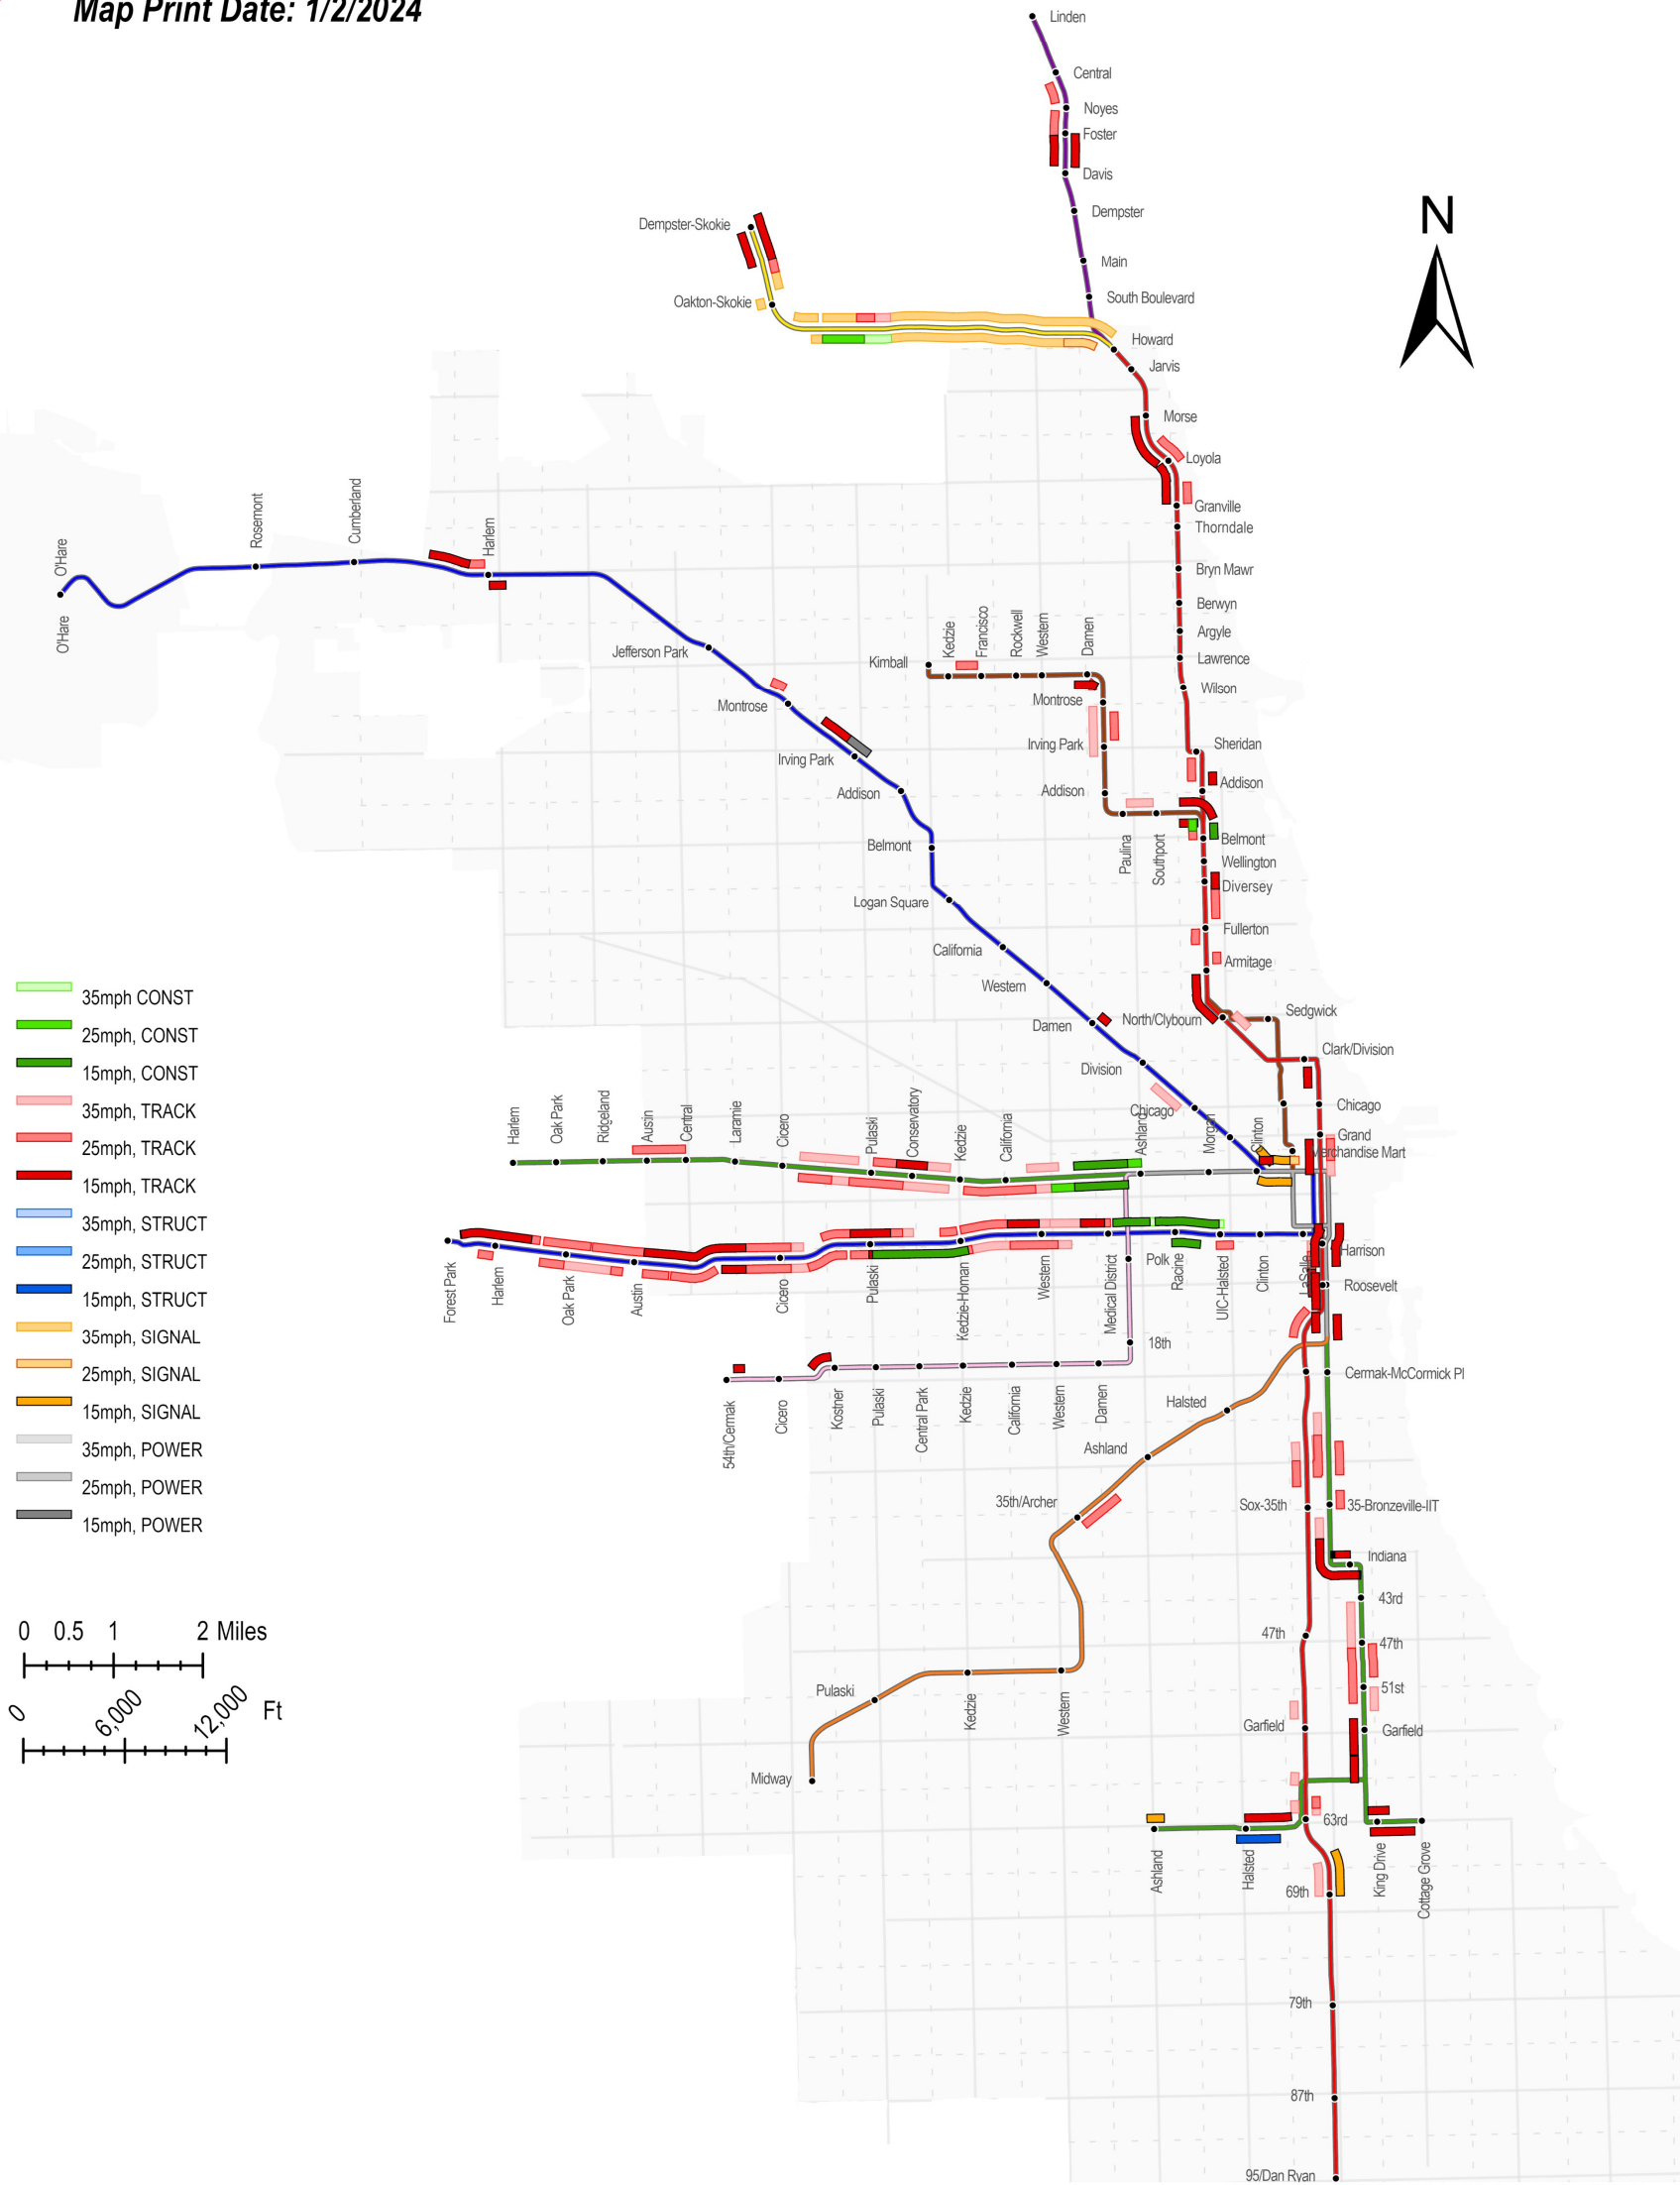 Map Print Date: 1/2/2024
Linden
Central
Noyes
Foster
Davis
Dempster
Main
South Boulevard
N
Dempster-Skokie
Oakton-Skokie
Howard
Jarvis
Morse
Loyola
Granville
Thorndale
Bryn Mawr
Berwyn
Argyle
Lawrence
Wilson
Sheridan
Addison
Belmont
Wellington
Diversey
Fullerton
Armitage
Sedgwick
North/Clybourn
Clark/Division
Chicago
Grand
Merchandise Mart
O'Hare
O'Hare
Rosemont
Cumberland
Harlem
Jefferson Park
Montrose
Irving Park
Addison
Belmont
Logan Square
California
Western
Damen
Division
Chicago
Kimball
Kedzie
Francisco
Rockwell
Western
Damen
Montrose
Irving Park
Addison
Paulina
Southport
35mph CONST
25mph, CONST
15mph, CONST
35mph, TRACK
25mph, TRACK
15mph, TRACK
35mph, STRUCT
25mph, STRUCT
15mph, STRUCT
35mph, SIGNAL
25mph, SIGNAL
15mph, SIGNAL
35mph, POWER
25mph, POWER
15mph, POWER
Harlem
Oak Park
Ridgeland
Austin
Central
Laramie
Cicero
Pulaski
Conservatory
Kedzie
California
Ashland
Morgan
Clinton
Forest Park
Harlem
Oak Park
Austin
Cicero
Pulaski
Kedzie-Homan
Western
Medical District
Polk
Racine
UIC-Halsted
Clinton
LaSalle
Harrison
Roosevelt
18th
54th/Cermak
Cicero
Kostner
Pulaski
Central Park
Kedzie
California
Western
Damen
Cermak-McCormick Pl
Halsted
Ashland
35th/Archer
Sox-35th
35-Bronzeville-IIT
Indiana
43rd
47th
47th
51st
Garfield
Garfield
Western
Kedzie
Pulaski
Midway
63rd
Ashland
Halsted
King Drive
Cottage Grove
69th
79th
87th
95/Dan Ryan
0 0.5 1 2 Miles
0 6,000 12,000 Ft